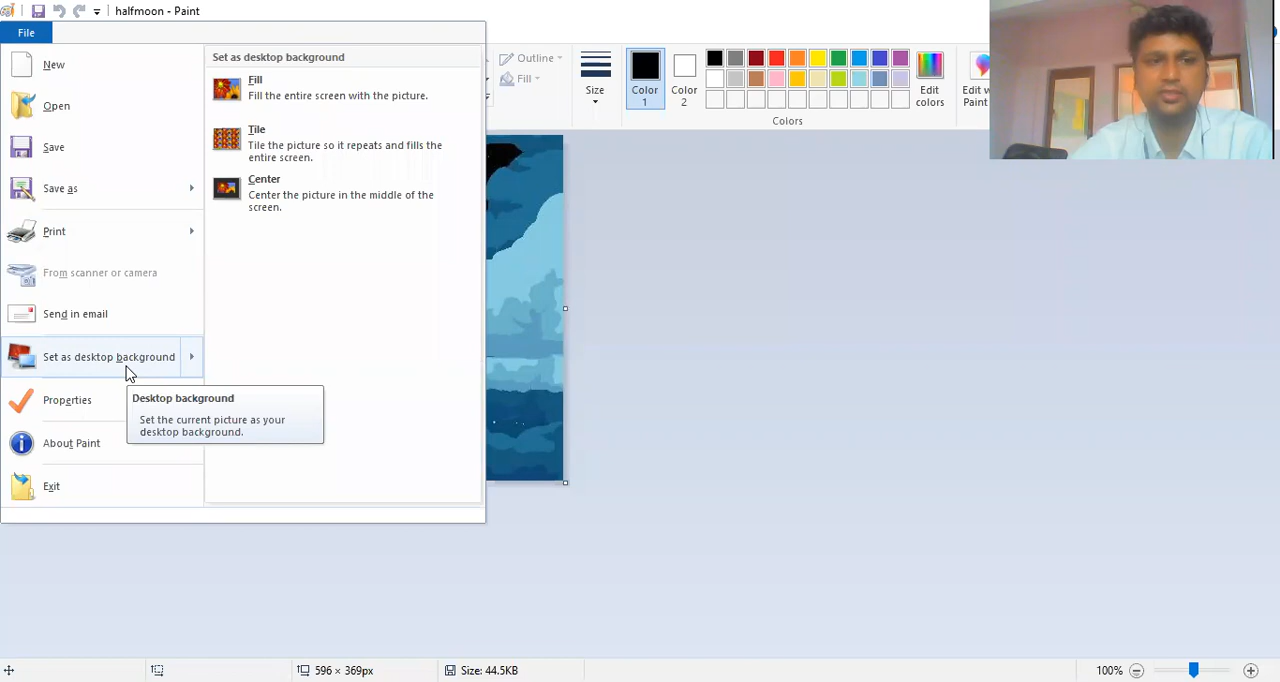 halfmoon - Paint
File
New
Open
Save
Save as
Print
From scanner or camera
Send in email
Set as desktop background
Properties
About Paint
Exit
Set as desktop background
Fill
Fill the entire screen with the picture.
Tile
Tile the picture so it repeats and fills the
entire screen.
Center
Center the picture in the middle of the
screen.
Desktop background
Set the current picture as your
desktop background.
Outline
Fill
Size
Color
1
Color
2
Edit
colors
Edit w
Paint
Colors
596 × 369px
Size: 44.5KB
100%